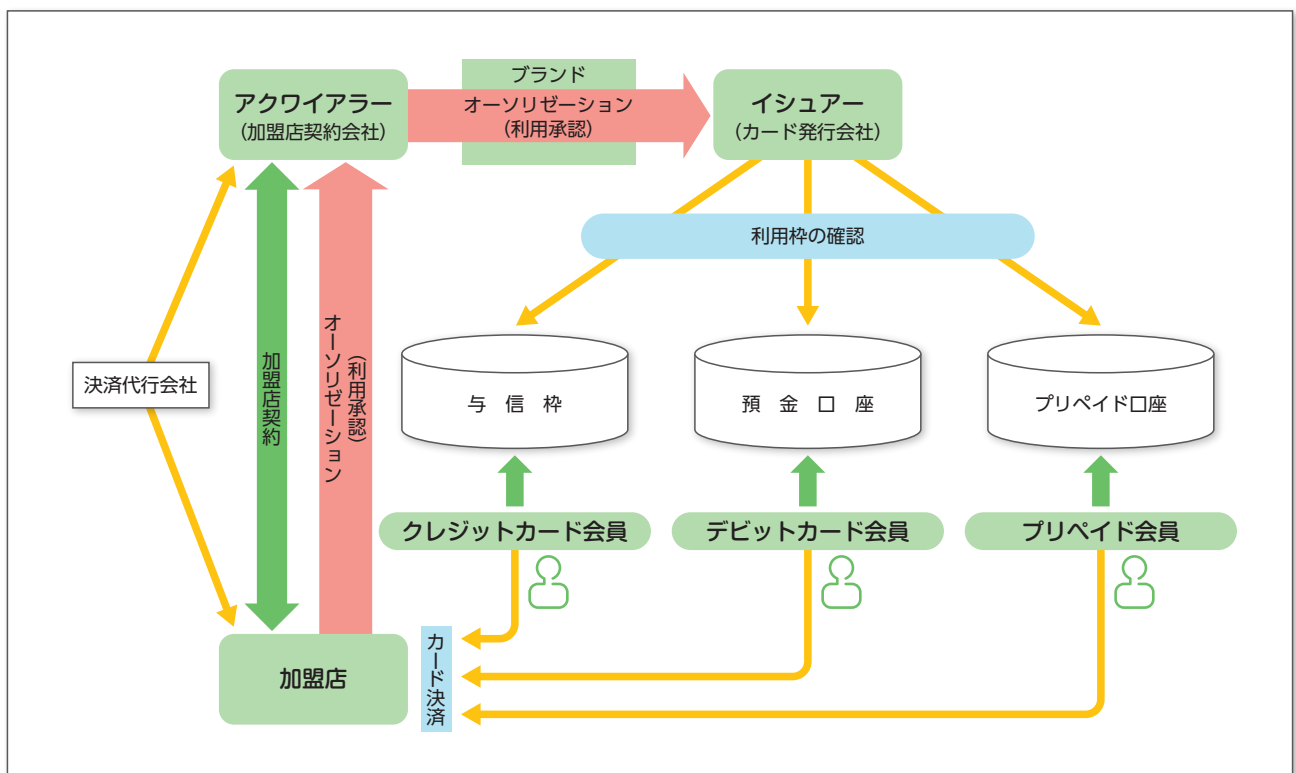 ブランド
アクワイアラー
(加盟店契約会社)
オーソリゼーション
(利用承認)
イシュアー
(カード発行会社)
利用枠の確認
決済代行会社
加盟店契約
オーソリゼーション
(利用承認)
与信枠
預金口座
プリペイド口座
クレジットカード会員
デビットカード会員
プリペイド会員
加盟店
カード決済